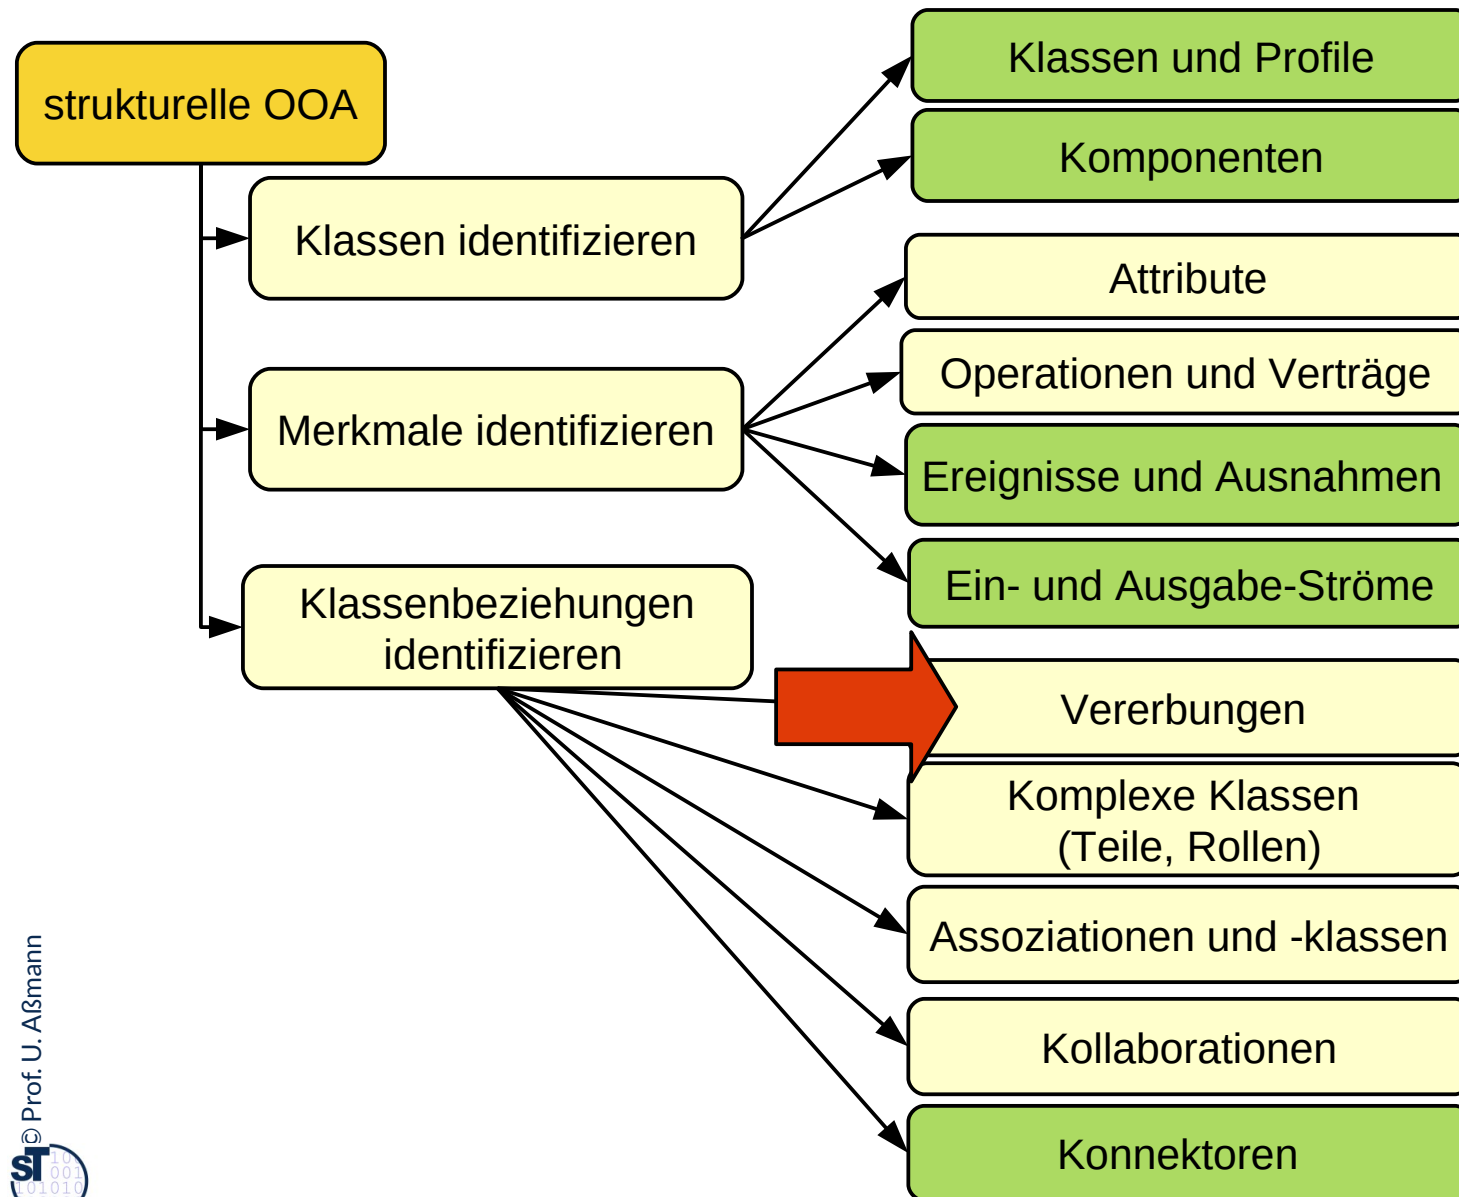 strukturelle OOA
Klassen identifizieren
Klassen und Profile
Komponenten
Merkmale identifizieren
Attribute
Operationen und Verträge
Ereignisse und Ausnahmen
Ein- und Ausgabe-Ströme
Klassenbeziehungen
identifizieren
Vererbungen
Komplexe Klassen
(Teile, Rollen)
Assoziationen und -klassen
Kollaborationen
Konnektoren
© Prof. U. Aßmann
ST